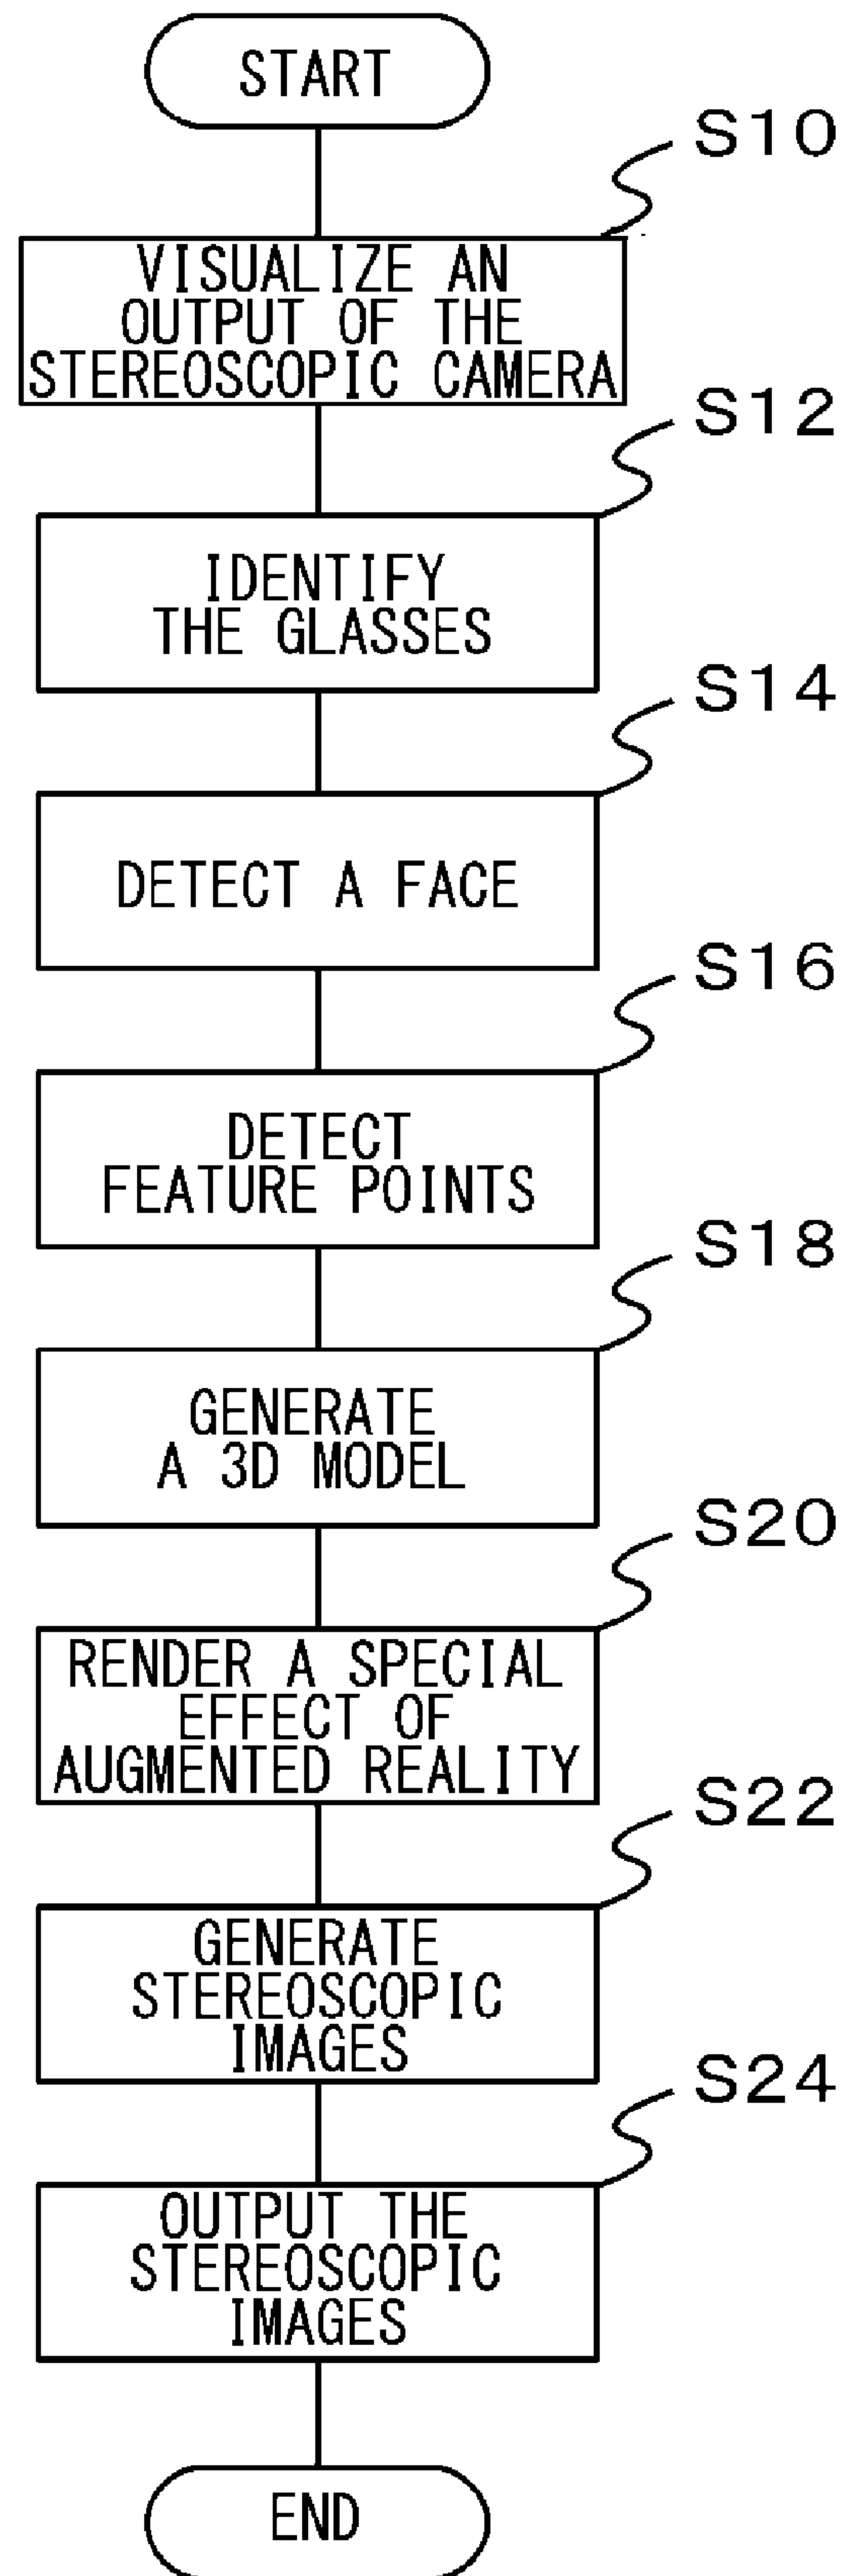 START
S10
VISUALIZE AN
OUTPUT OF THE
STEREOSCOPIC CAMERA
S12
IDENTIFY
THE GLASSES
S14
DETECT A FACE
S16
DETECT
FEATURE POINTS
S18
GENERATE
A 3D MODEL
S20
RENDER A SPECIAL
EFFECT OF
AUGMENTED REALITY
S22
GENERATE
STEREOSCOPIC
IMAGES
S24
OUTPUT THE
STEREOSCOPIC
IMAGES
END